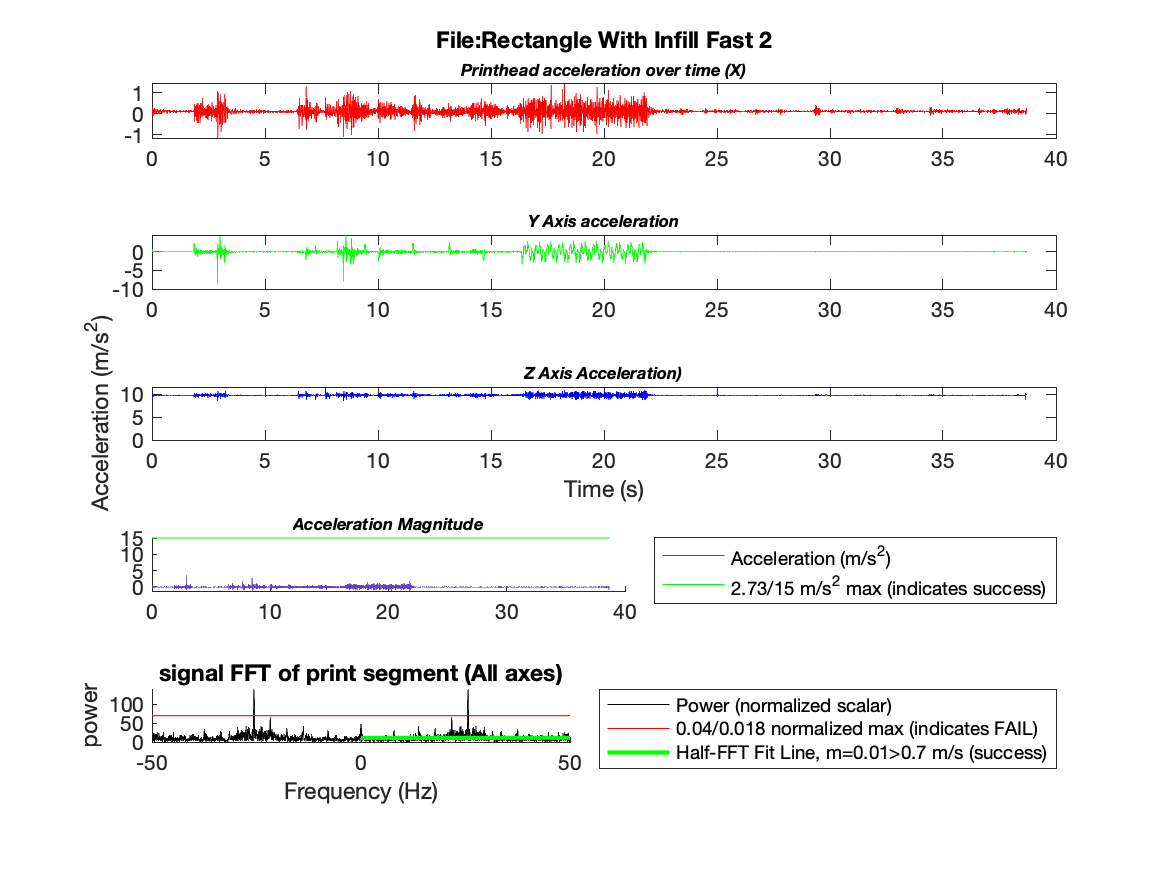 File:Rectangle With Infill Fast 2
Printhead acceleration over time (X)
1
0
-1
0 5 10 15 20 25 30 35 40
Y Axis acceleration
0
-5
-10
0 5 10 15 20 25 30 35 40
Acceleration (m/s2)
Z Axis Acceleration)
10
5
0
0 5 10 15 20 25 30 35 40
Time (s)
Acceleration Magnitude
15
10
5
0
0 10 20 30 40
Acceleration (m/s2)
2.73/15 m/s2 max (indicates success)
signal FFT of print segment (All axes)
power
100
50
0
-50 0 50
Frequency (Hz)
Power (normalized scalar)
0.04/0.018 normalized max (indicates FAIL)
Half-FFT Fit Line, m=0.01>0.7 m/s (success)